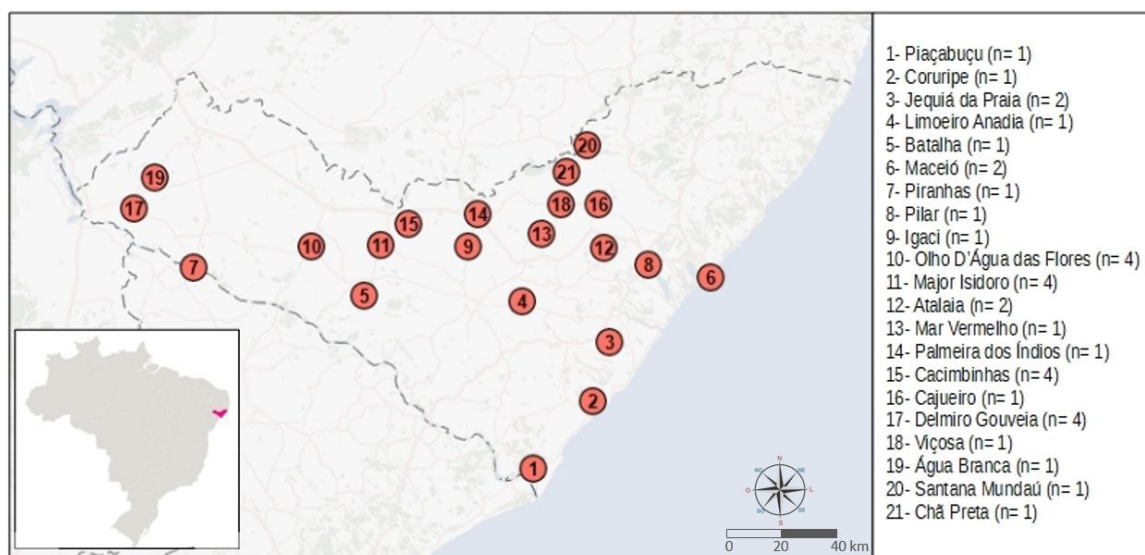 1- Piaçabuçu (n= 1)
2- Coruripe (n= 1)
3- Jequiá da Praia (n= 2)
4- Limoeiro Anadia (n= 1)
5- Batalha (n= 1)
6- Maceió (n= 2)
7- Piranhas (n= 1)
8- Pilar (n= 1)
9- Igaci (n= 1)
10- Olho D'Água das Flores (n= 4)
11- Major Isidoro (n= 4)
12- Atalaia (n= 2)
13- Mar Vermelho (n= 1)
14- Palmeira dos Índios (n= 1)
15- Cacimbinhas (n= 4)
16- Cajueiro (n= 1)
17- Delmiro Gouveia (n= 4)
18- Viçosa (n= 1)
19- Água Branca (n= 1)
20- Santana Mundaú (n= 1)
21- Chã Preta (n= 1)
20
21
19
18
16
17
14
15
13
10
11
9
12
7
8
6
5
4
3
2
1
N
NO
NE
O
L
SO
SE
S
0 20 40 km